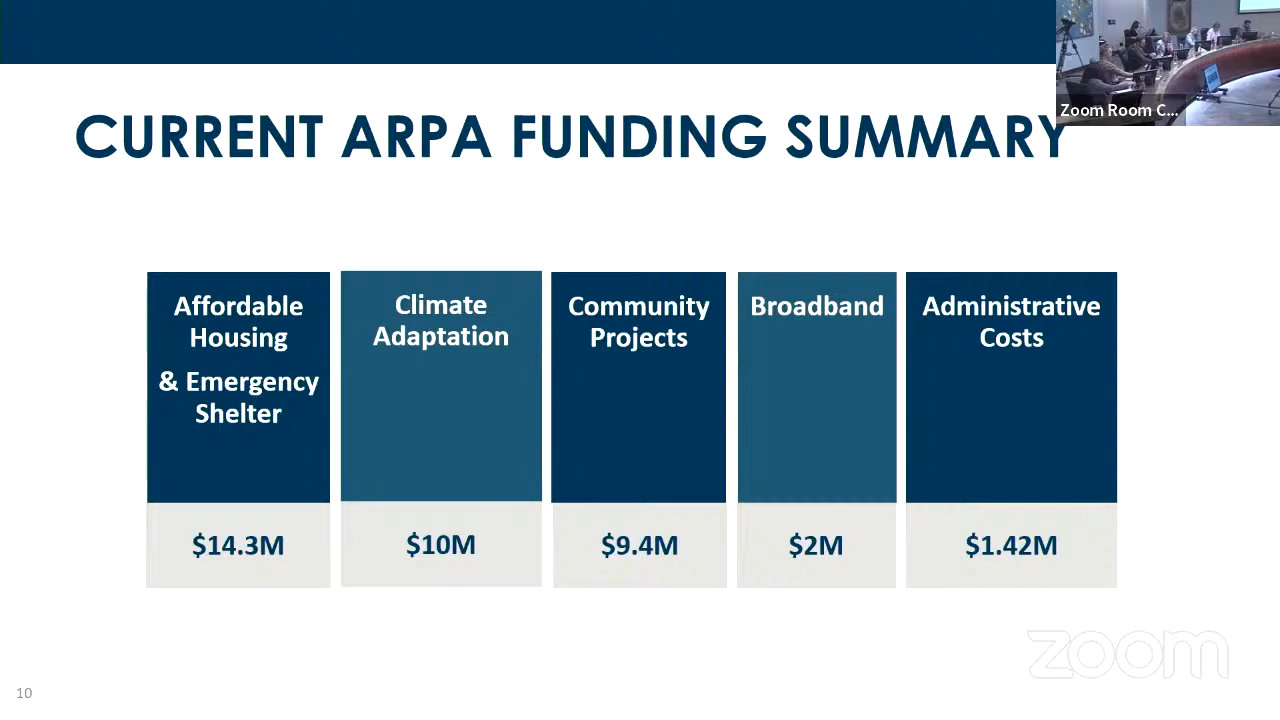 Zoom Room C...
CURRENT ARPA FUNDING SUMMARY
Affordable
Housing
& Emergency
Shelter
$14.3M
Climate
Adaptation
$10M
Community
Projects
$9.4M
Broadband
$2M
Administrative
Costs
$1.42M
zoom
10